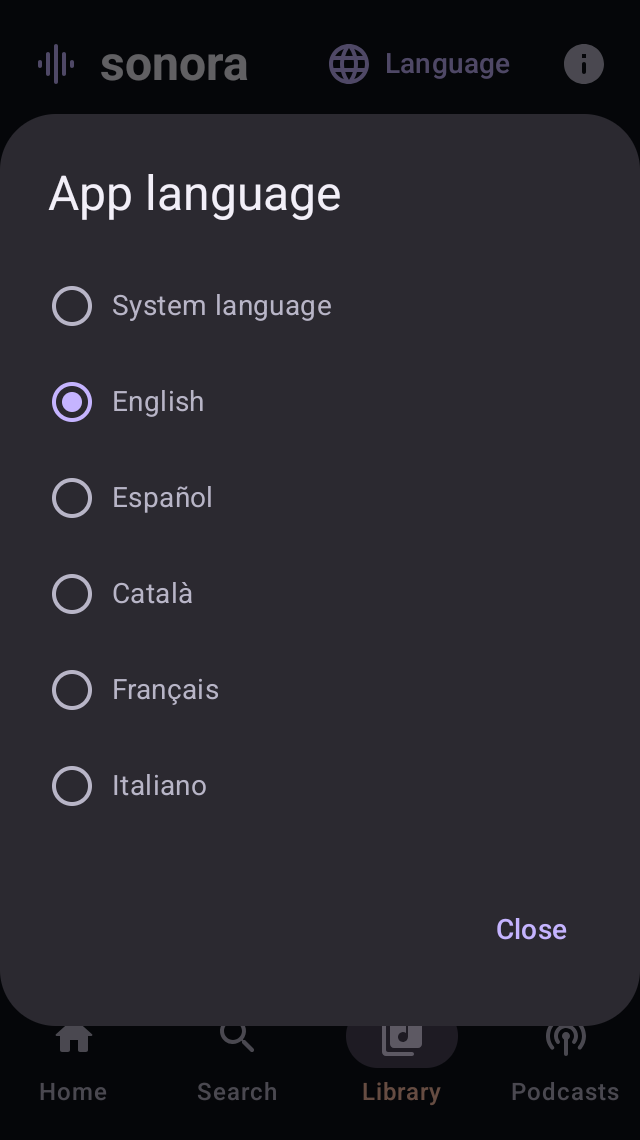 sonora
Language
App language
System language
English
Español
Català
Français
Italiano
Close
Home
Search
Library
Podcasts